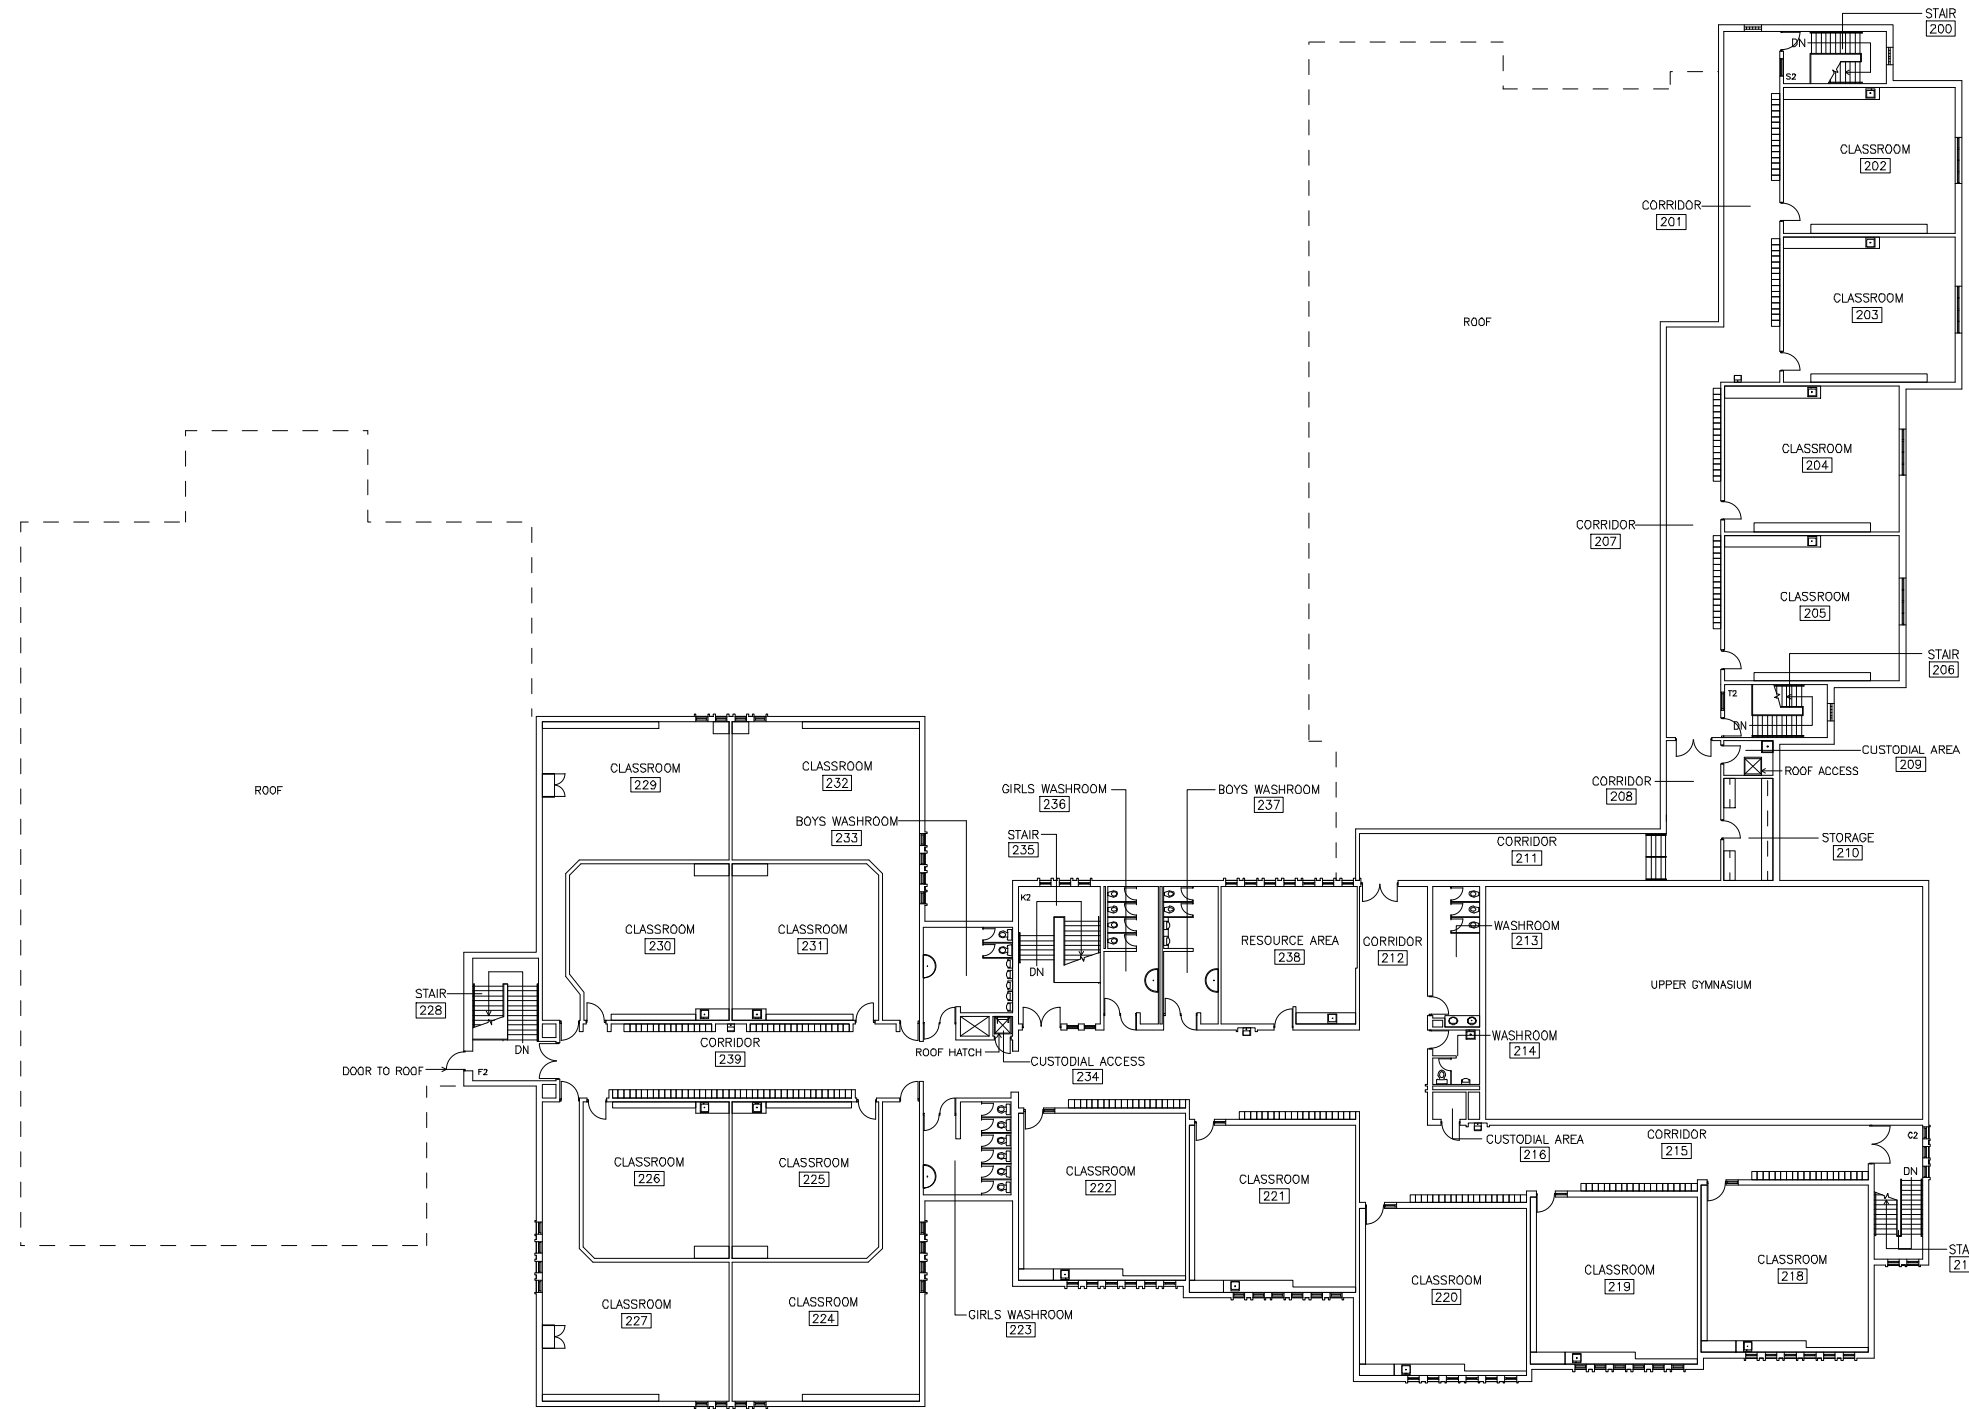 STAIR
200
DN
S2
CLASSROOM
202
CORRIDOR
201
CLASSROOM
203
ROOF
CLASSROOM
204
CORRIDOR
207
CLASSROOM
205
STAIR
206
T2
DN
CUSTODIAL AREA
209
ROOF ACCESS
CORRIDOR
208
STORAGE
210
CORRIDOR
211
ROOF
CLASSROOM
229
CLASSROOM
232
BOYS WASHROOM
233
GIRLS WASHROOM
236
BOYS WASHROOM
237
STAIR
235
K2
DN
CLASSROOM
230
CLASSROOM
231
RESOURCE AREA
238
CORRIDOR
212
WASHROOM
213
UPPER GYMNASIUM
STAIR
228
DN
DOOR TO ROOF
F2
CORRIDOR
239
ROOF HATCH
CUSTODIAL ACCESS
234
WASHROOM
214
CUSTODIAL AREA
216
CORRIDOR
215
C2
DN
CLASSROOM
226
CLASSROOM
225
CLASSROOM
222
CLASSROOM
221
CLASSROOM
227
CLASSROOM
224
GIRLS WASHROOM
223
CLASSROOM
220
CLASSROOM
219
CLASSROOM
218
STA
21